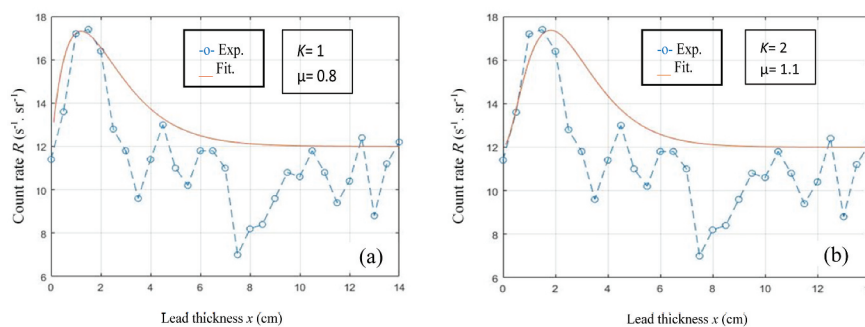 18
16
14
12
10
8
6
Count rate R (s⁻¹. sr⁻¹)
-o- Exp.
Fit.
K= 1
μ= 0.8
(a)
0 2 4 6 8 10 12 14
Lead thickness x (cm)
18
16
14
12
10
8
6
Count rate R (s⁻¹. sr⁻¹)
-o- Exp.
Fit.
K= 2
μ= 1.1
(b)
0 2 4 6 8 10 12
Lead thickness x (cm)